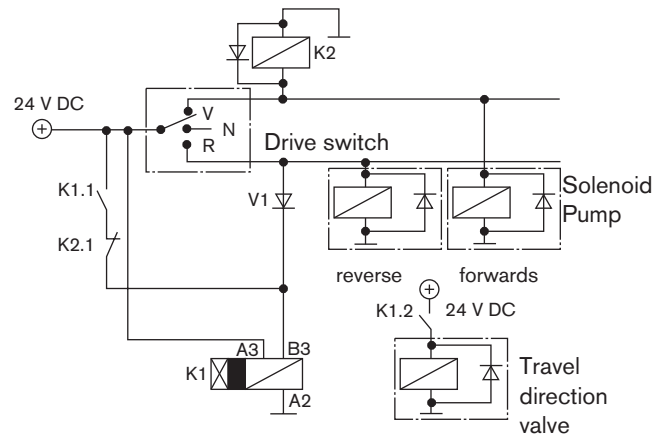 K2
24 V DC
V
N
R
Drive switch
K1.1
V1
Solenoid
Pump
K2.1
reverse
forwards
K1.2
24 V DC
A3
B3
K1
A2
Travel
direction
valve